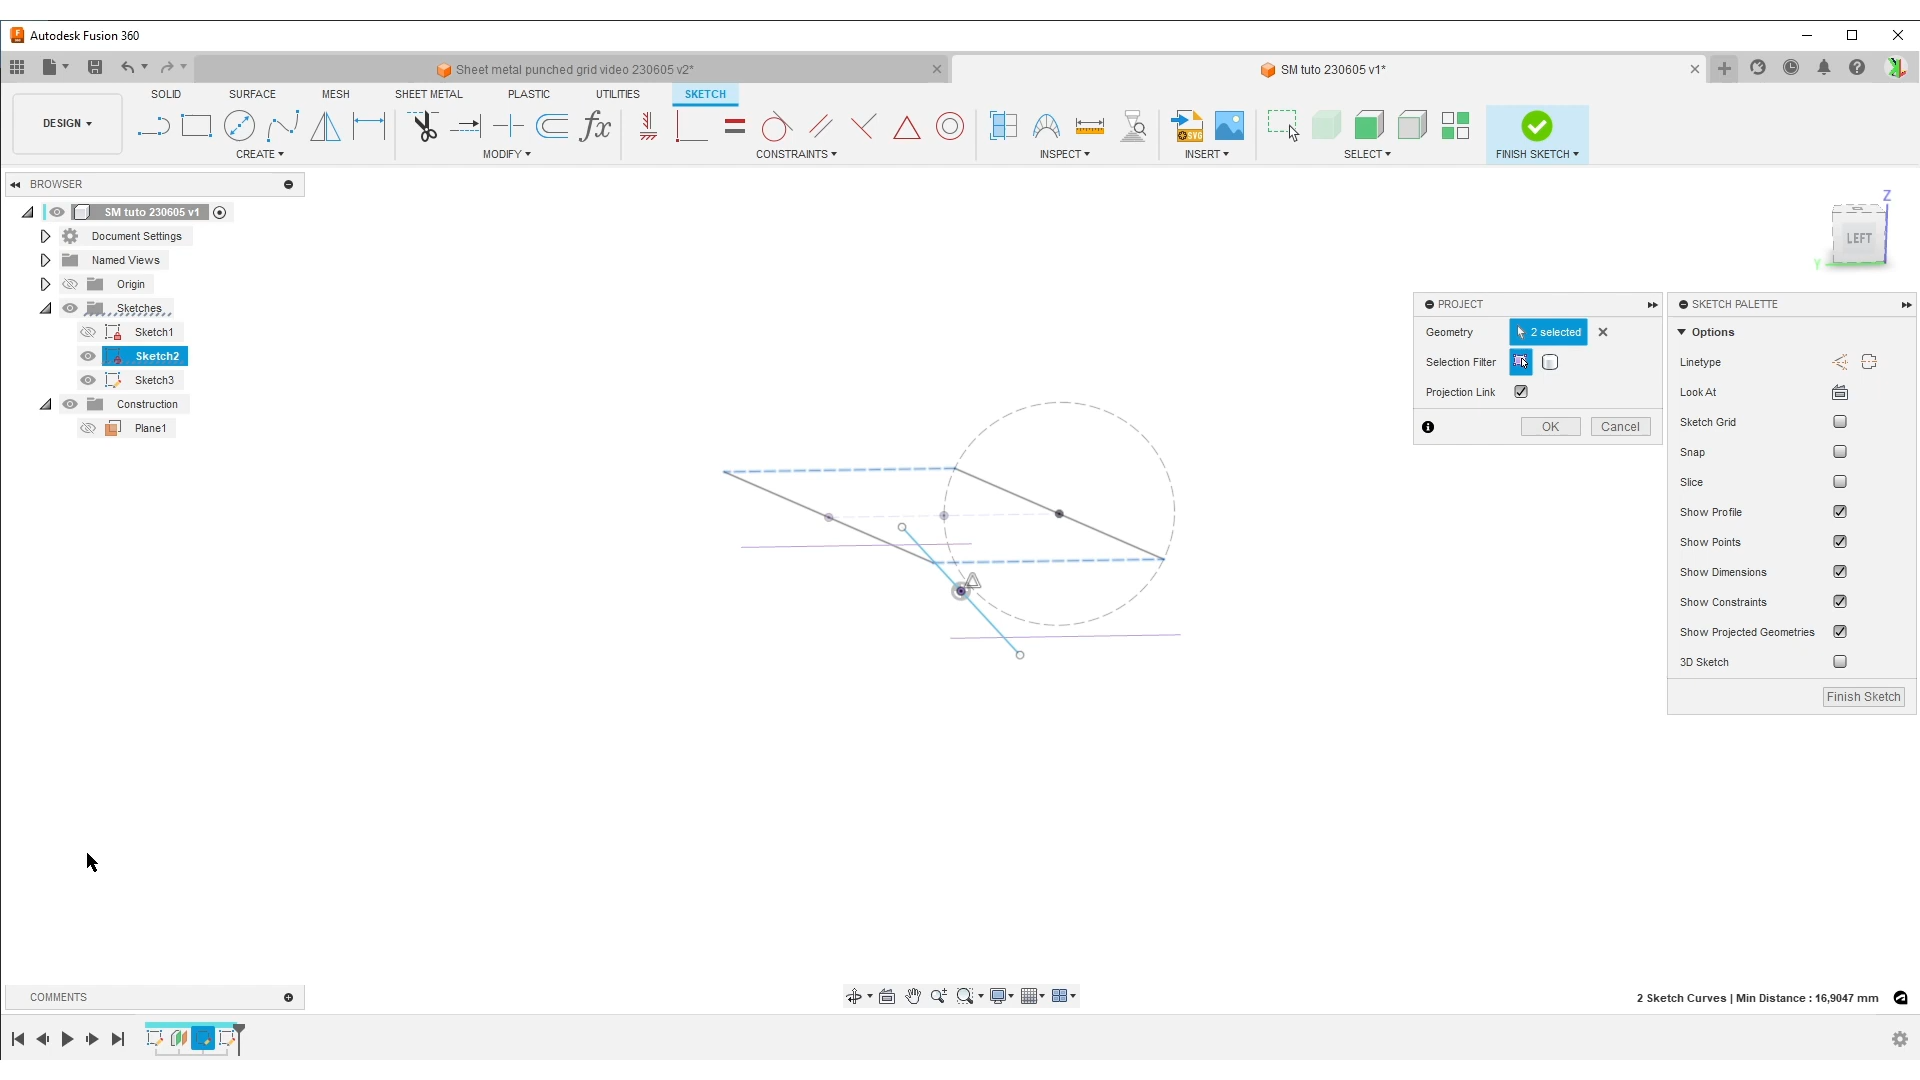 Autodesk Fusion 360
Sheet metal punched grid video 230605 v2*
SM tuto 230605 v1*
SOLID SURFACE MESH SHEET METAL PLASTIC UTILITIES SKETCH
DESIGN
CREATE MODIFY CONSTRAINTS INSPECT INSERT SELECT FINISH SKETCH
BROWSER
SM tuto 230605 v1
Document Settings
Named Views
Origin
Sketches
Sketch1
Sketch2
Sketch3
Construction
Plane1
Z
LEFT
Y
PROJECT
Geometry 2 selected
Selection Filter
Projection Link
OK Cancel
SKETCH PALETTE
Options
Linetype
Look At
Sketch Grid
Snap
Slice
Show Profile
Show Points
Show Dimensions
Show Constraints
Show Projected Geometries
3D Sketch
Finish Sketch
COMMENTS
2 Sketch Curves | Min Distance : 16,9047 mm